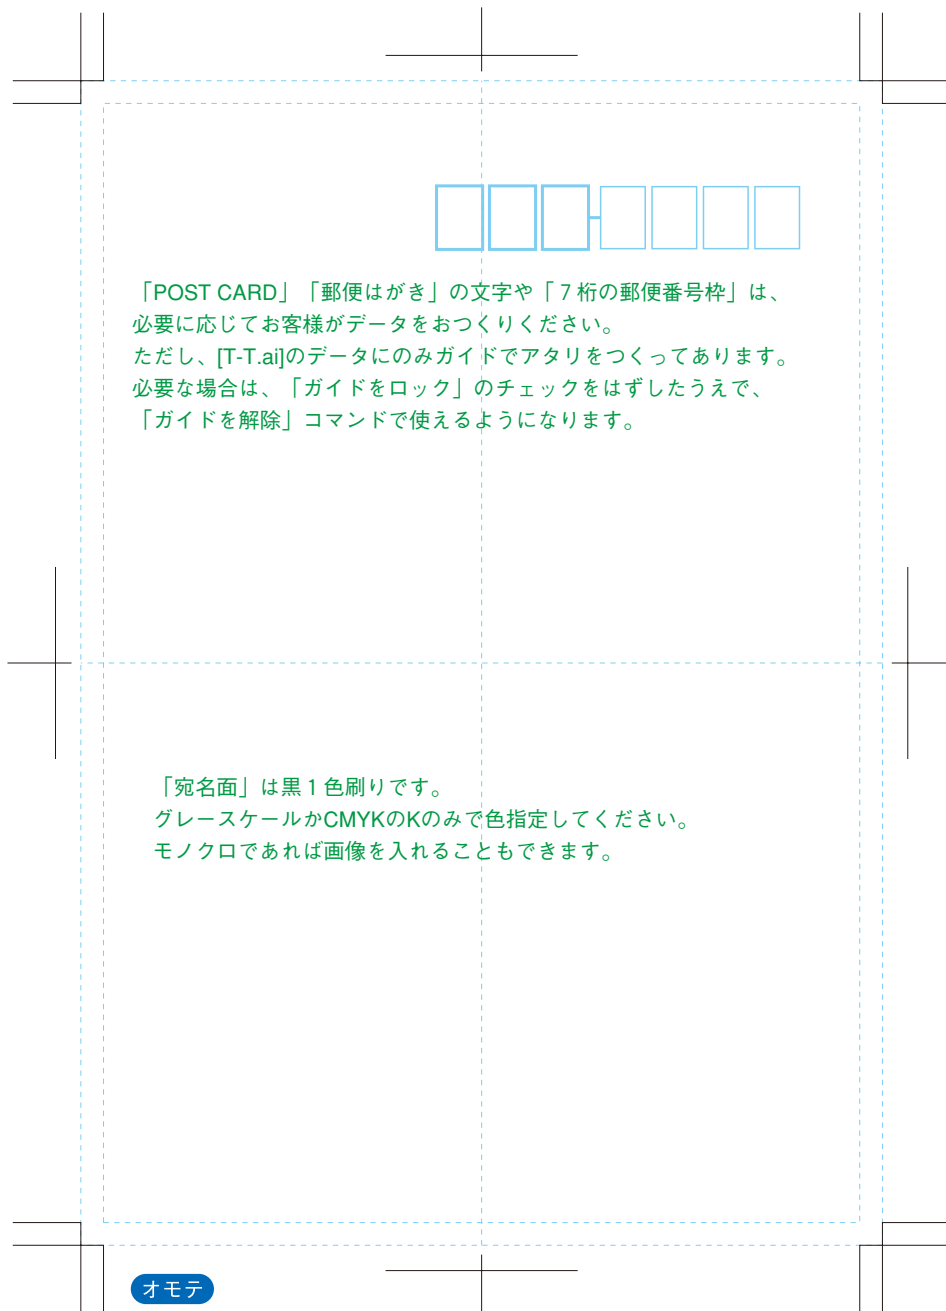 「POST CARD」「郵便はがき」の文字や「７桁の郵便番号枠」は、
必要に応じてお客様がデータをおつくりください。
ただし、[T-T.ai]のデータにのみガイドでアタリをつくってあります。
必要な場合は、「ガイドをロック」のチェックをはずしたうえで、
「ガイドを解除」コマンドで使えるようになります。
「宛名面」は黒１色刷りです。
グレースケールかCMYKのKのみで色指定してください。
モノクロであれば画像を入れることもできます。
オモテ